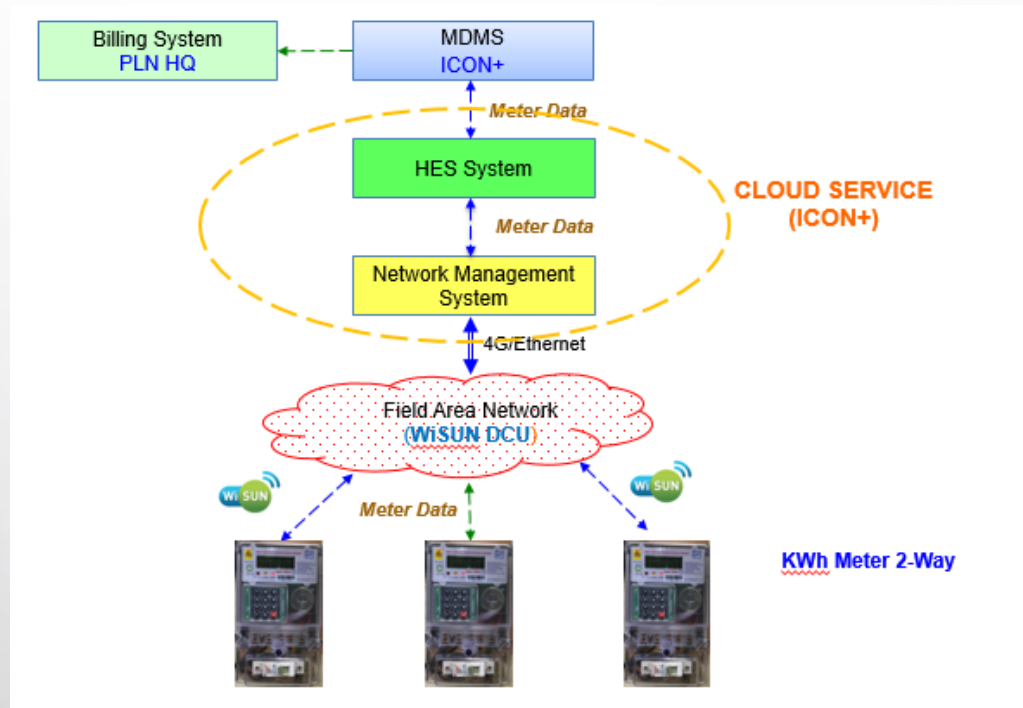 Billing System
PLN HQ
MDMS
ICON+
Meter Data
HES System
CLOUD SERVICE
(ICON+)
Meter Data
Network Management
System
4G/Ethernet
Field Area Network
(WiSUN DCU)
Wi SUN
Wi SUN
Meter Data
KWh Meter 2-Way